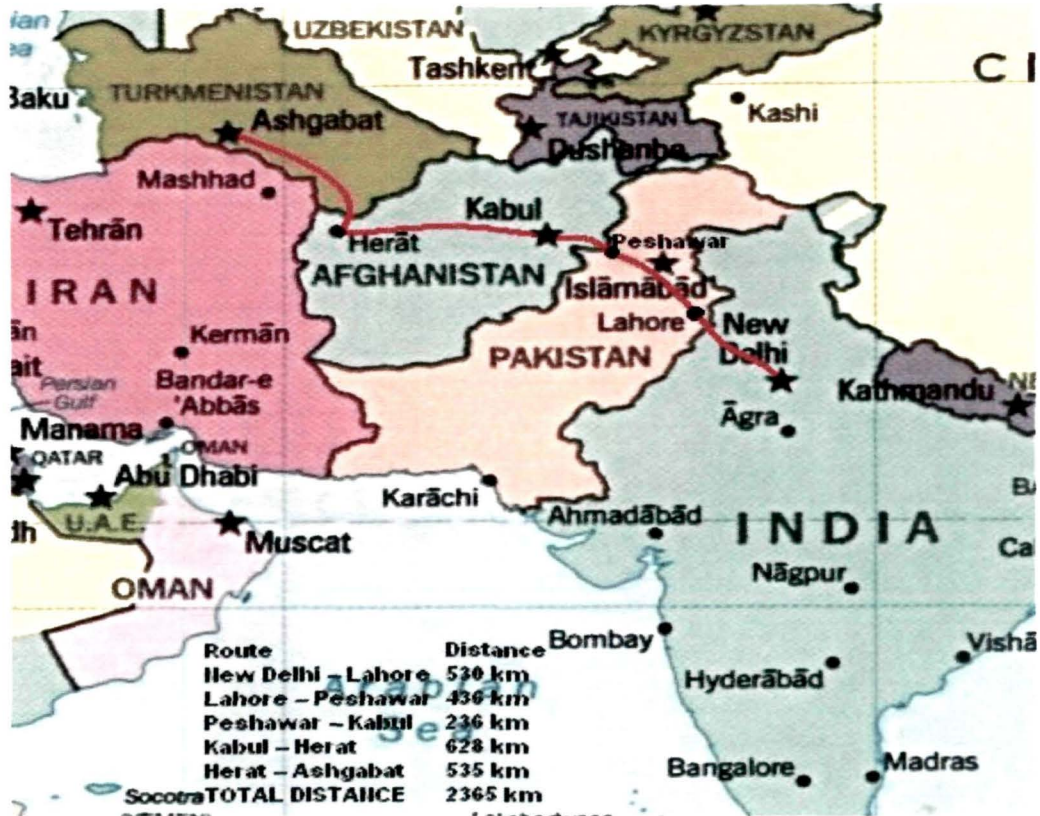 UZBEKISTAN
KYRGYZSTAN
Tashkent
C
TURKMENISTAN
Baku
Ashgabat
TAJIKISTAN
Dushanbe
Kashi
Mashhad
Tehrān
Herāt
Kabul
Peshawar
AFGHANISTAN
Islāmābād
Lahore
New
Delhi
IRAN
Kermān
PAKISTAN
Persian
Gulf
Bandar-e
'Abbās
Kathmandu
Āgra
Manama
QATAR
OMAN
Abu Dhabi
U.A.E.
Karāchi
Ahmadābād
INDIA
Muscat
OMAN
Nāgpur
Bombay
Vishā
Hyderābād
Arabian
Sea
Route Distance
New Delhi – Lahore 530 km
Lahore – Peshawar 436 km
Peshawar – Kabul 236 km
Kabul – Herat 628 km
Herat – Ashgabat 535 km
TOTAL DISTANCE 2365 km
Socotra
Bangalore
Madras